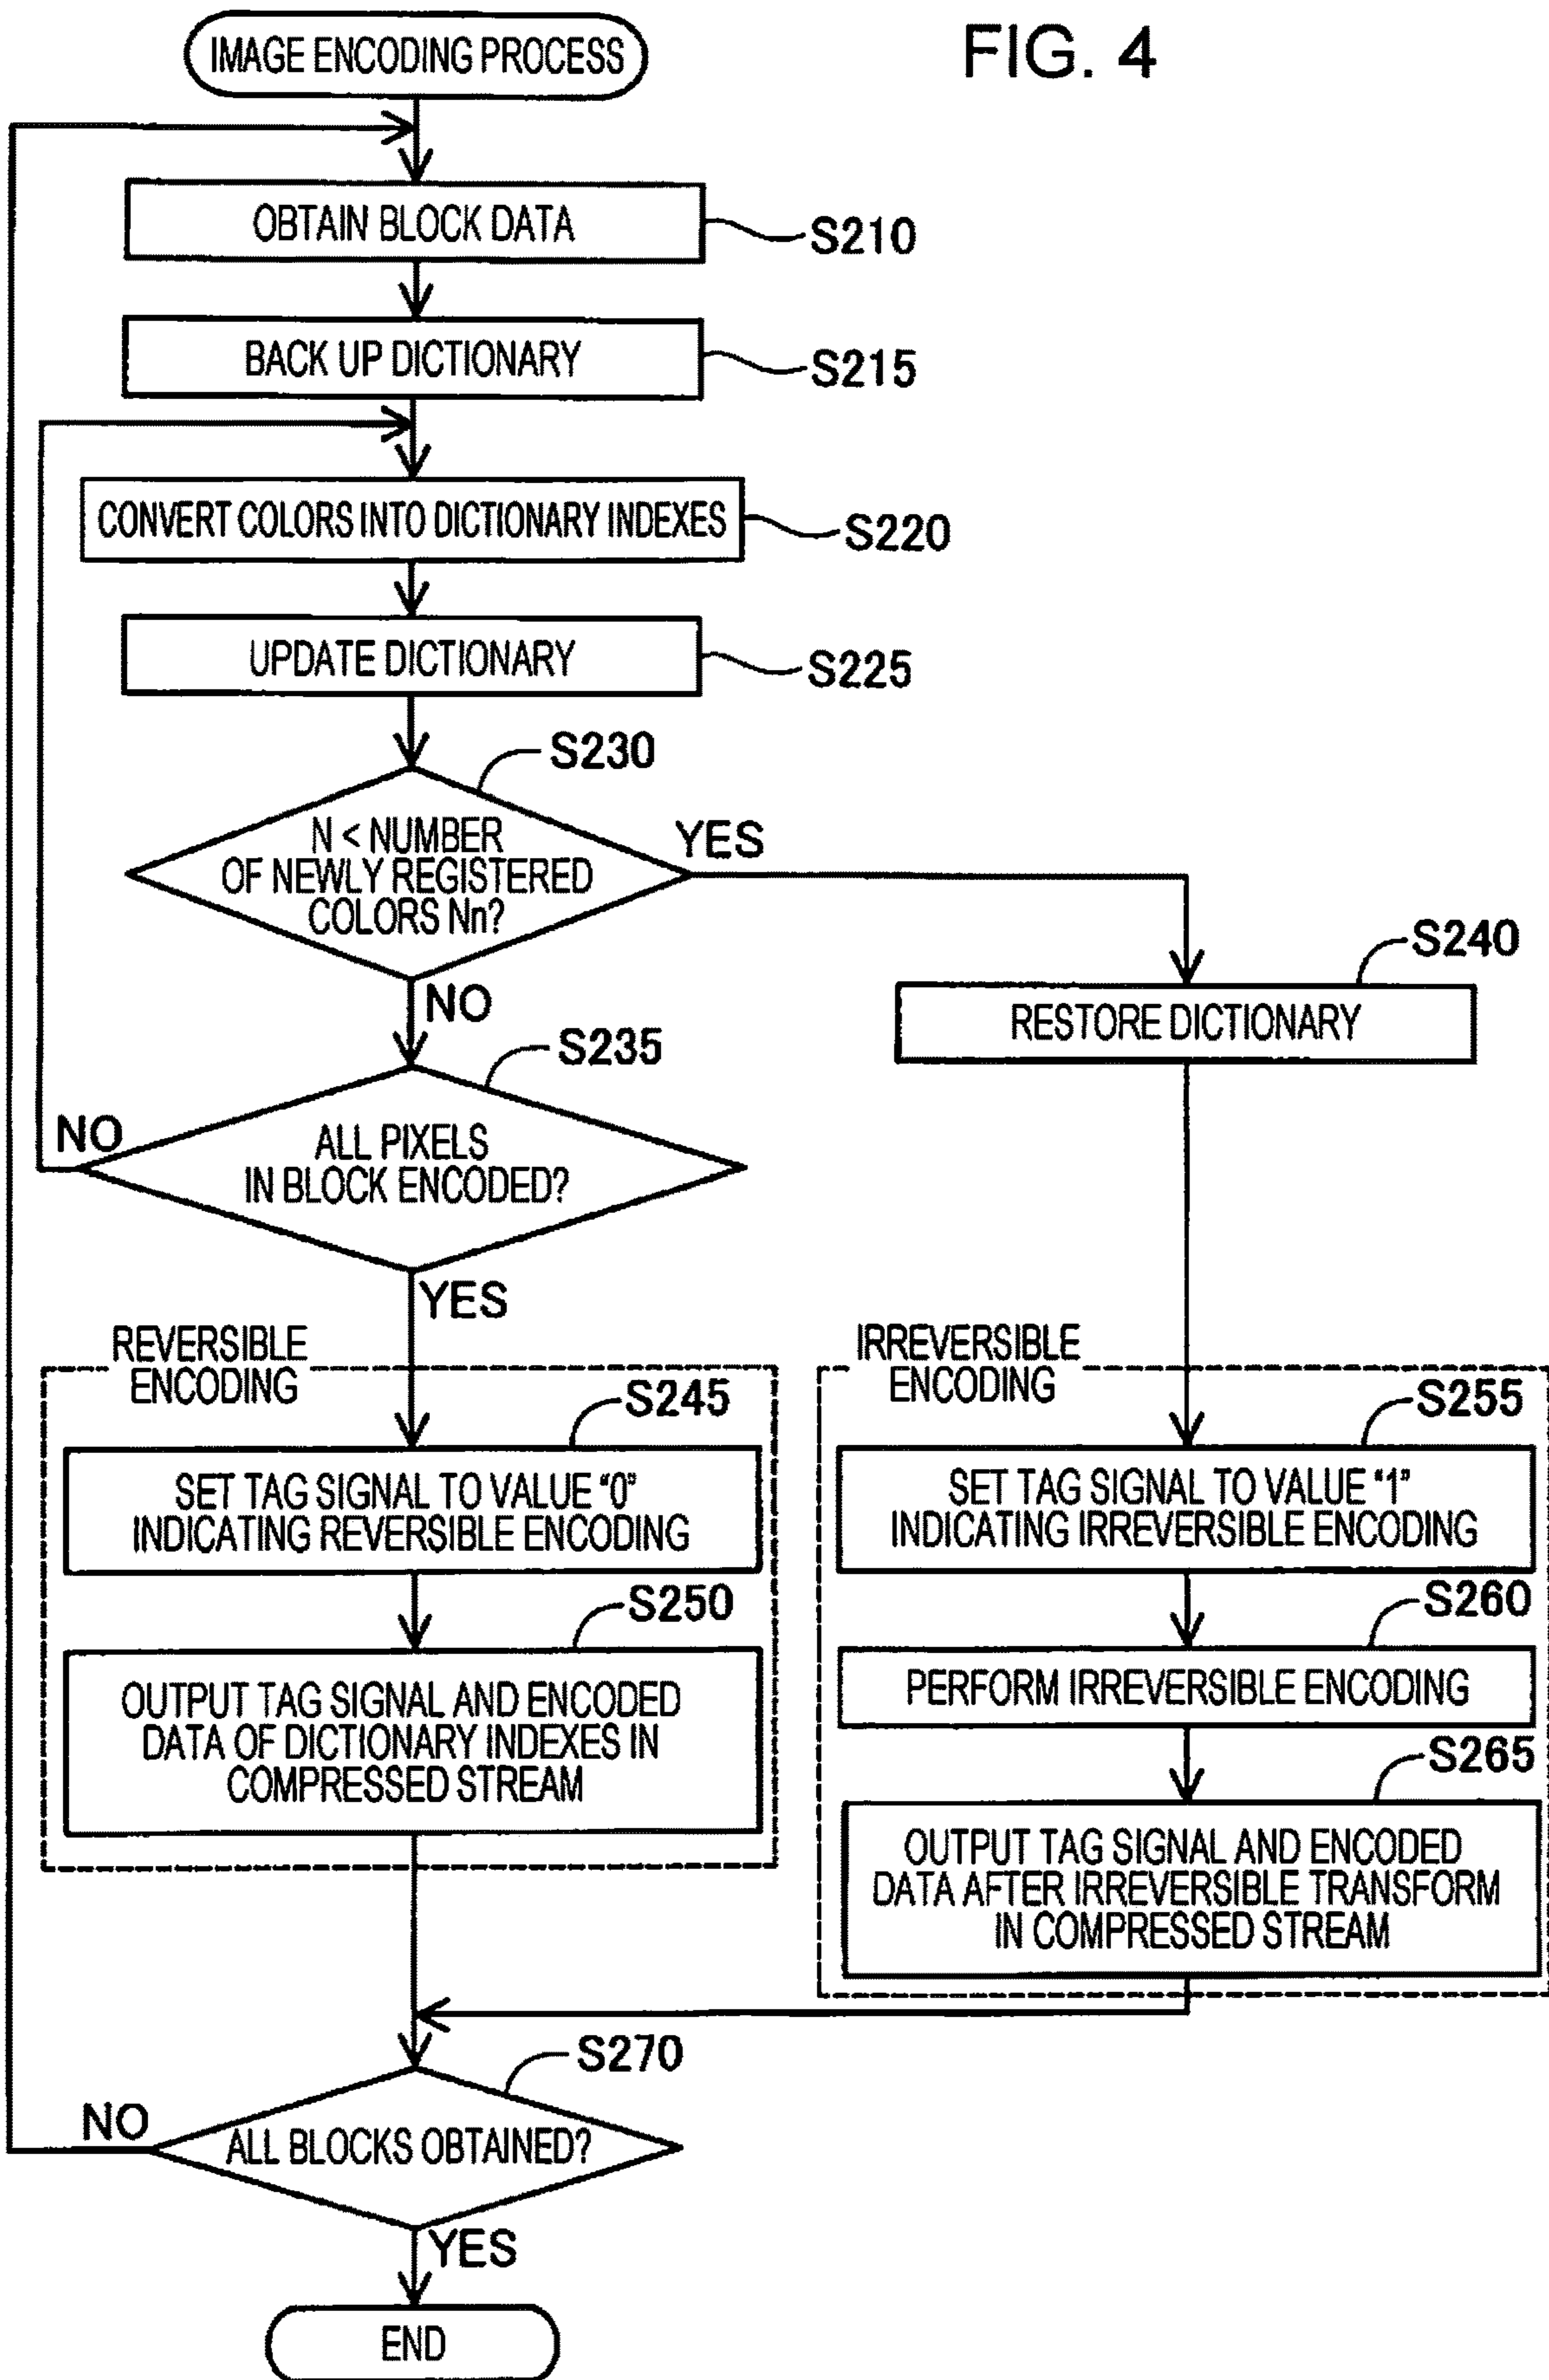 FIG. 4
IMAGE ENCODING PROCESS
OBTAIN BLOCK DATA
S210
BACK UP DICTIONARY
S215
CONVERT COLORS INTO DICTIONARY INDEXES
S220
UPDATE DICTIONARY
S225
S230
N < NUMBER
OF NEWLY REGISTERED
COLORS Nn?
YES
NO
S240
RESTORE DICTIONARY
S235
ALL PIXELS
IN BLOCK ENCODED?
NO
YES
REVERSIBLE
ENCODING
S245
SET TAG SIGNAL TO VALUE "0"
INDICATING REVERSIBLE ENCODING
S250
OUTPUT TAG SIGNAL AND ENCODED
DATA OF DICTIONARY INDEXES IN
COMPRESSED STREAM
IRREVERSIBLE
ENCODING
S255
SET TAG SIGNAL TO VALUE "1"
INDICATING IRREVERSIBLE ENCODING
S260
PERFORM IRREVERSIBLE ENCODING
S265
OUTPUT TAG SIGNAL AND ENCODED
DATA AFTER IRREVERSIBLE TRANSFORM
IN COMPRESSED STREAM
S270
ALL BLOCKS OBTAINED?
NO
YES
END